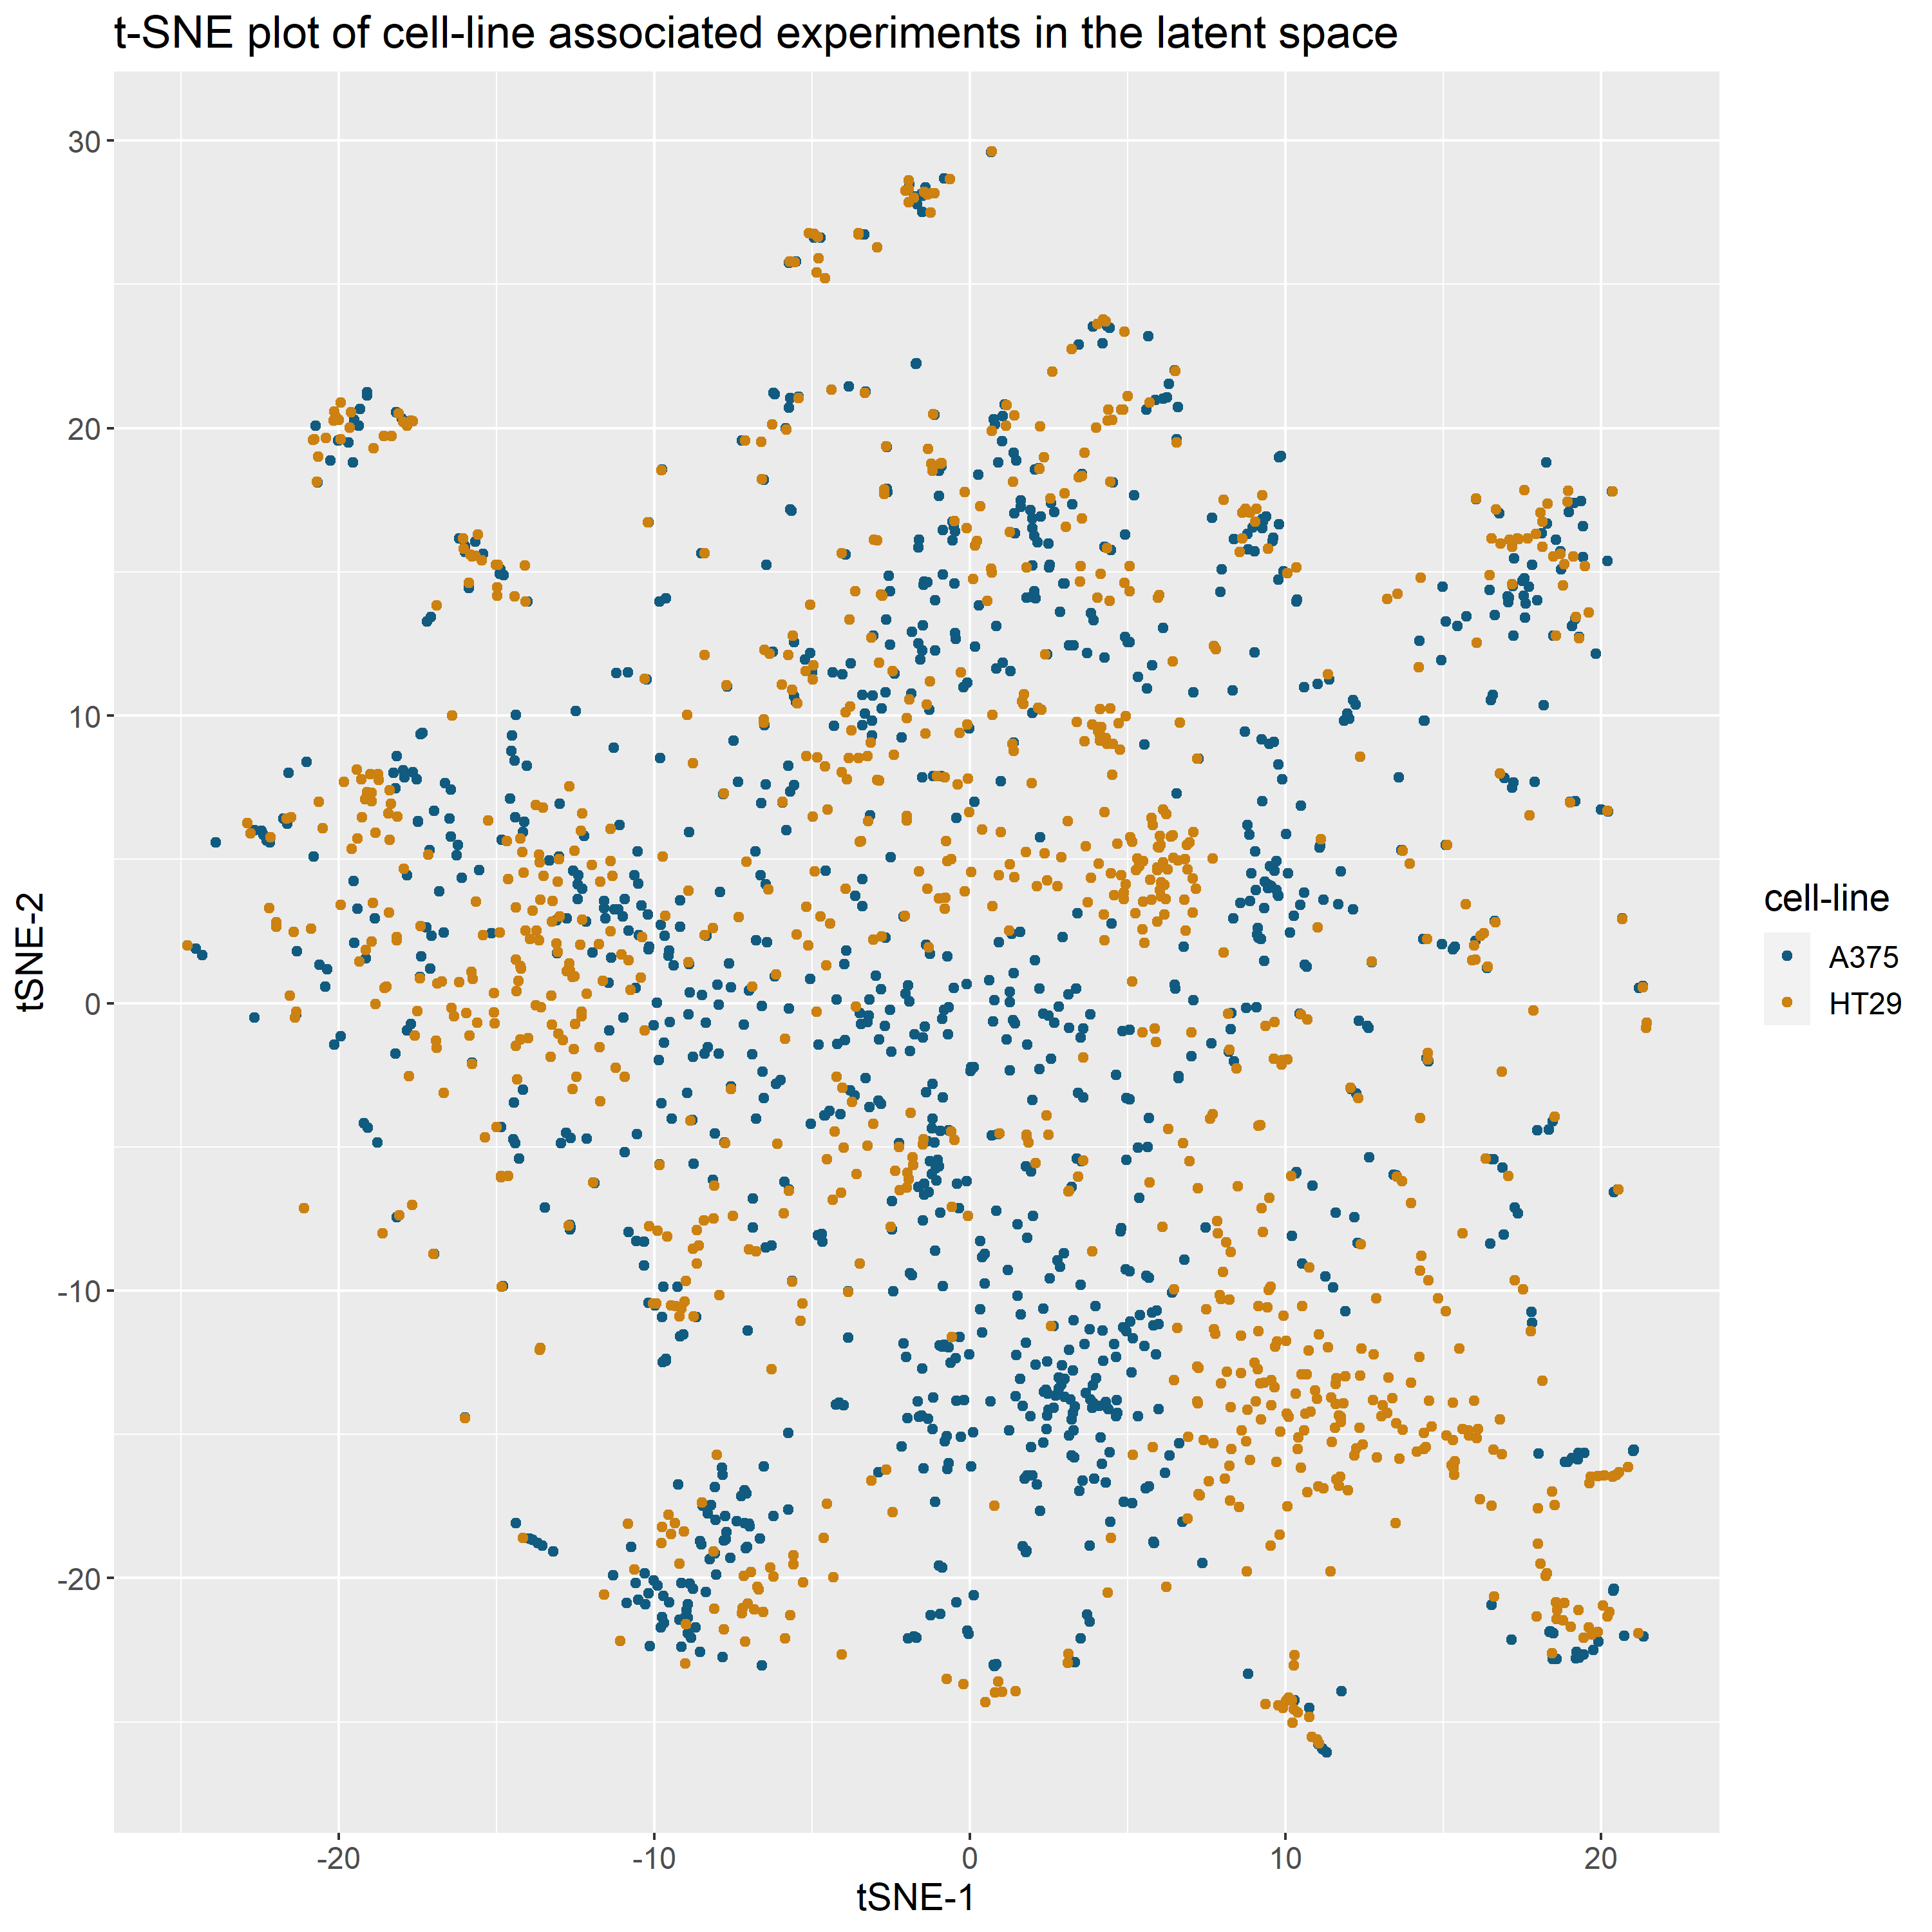 t-SNE plot of cell-line associated experiments in the latent space
30
20
10
0
-10
-20
tSNE-2
-20
-10
0
10
20
tSNE-1
cell-line
A375
HT29